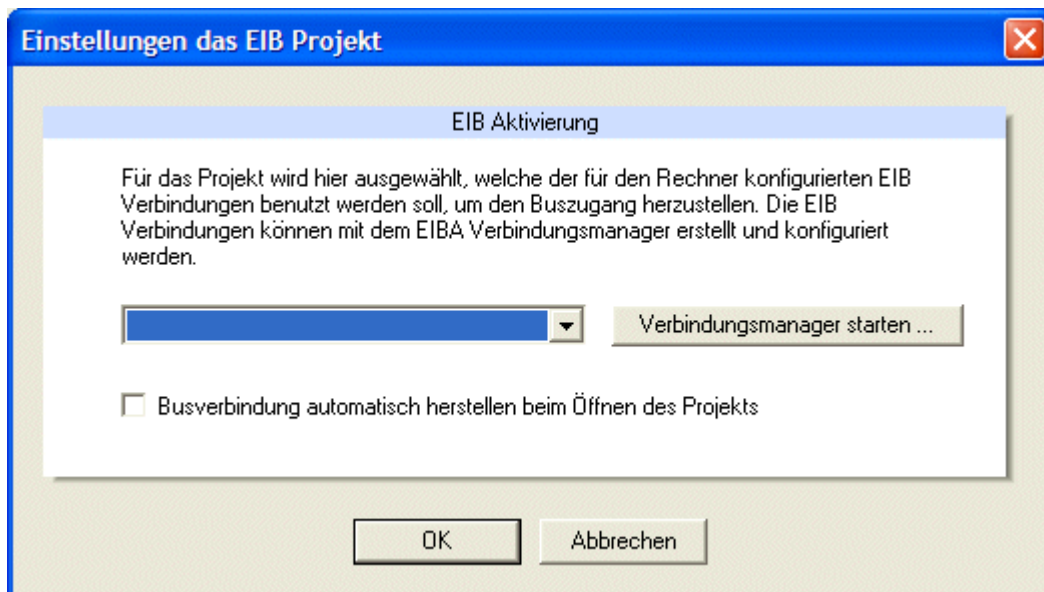 Einstellungen das EIB Projekt
EIB Aktivierung
Für das Projekt wird hier ausgewählt, welche der für den Rechner konfigurierten EIB
Verbindungen benutzt werden soll, um den Buszugang herzustellen. Die EIB
Verbindungen können mit dem EIBA Verbindungsmanager erstellt und konfiguriert
werden.
Verbindungsmanager starten ...
Busverbindung automatisch herstellen beim Öffnen des Projekts
OK
Abbrechen